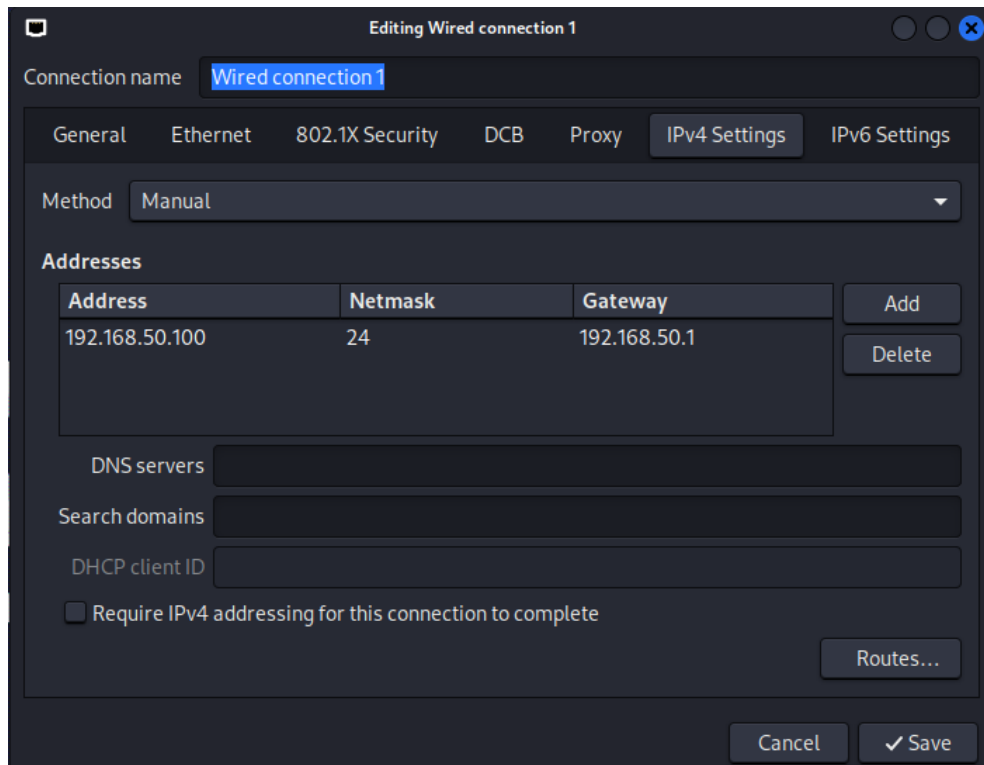 Editing Wired connection 1
Connection name Wired connection 1
General Ethernet 802.1X Security DCB Proxy IPv4 Settings IPv6 Settings
Method Manual
Addresses
Address Netmask Gateway Add
192.168.50.100 24 192.168.50.1
Delete
DNS servers
Search domains
DHCP client ID
Require IPv4 addressing for this connection to complete
Routes...
Cancel Save